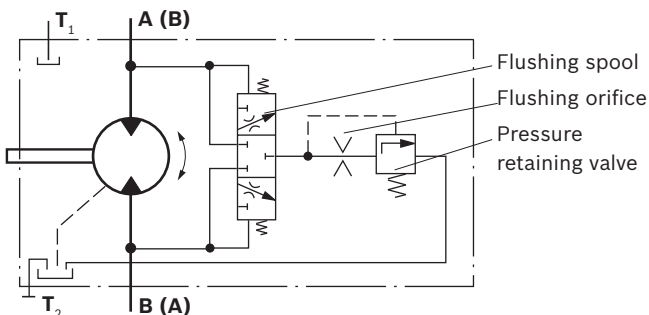 T₁
A (B)
Flushing spool
Flushing orifice
Pressure
retaining valve
T₂
B (A)